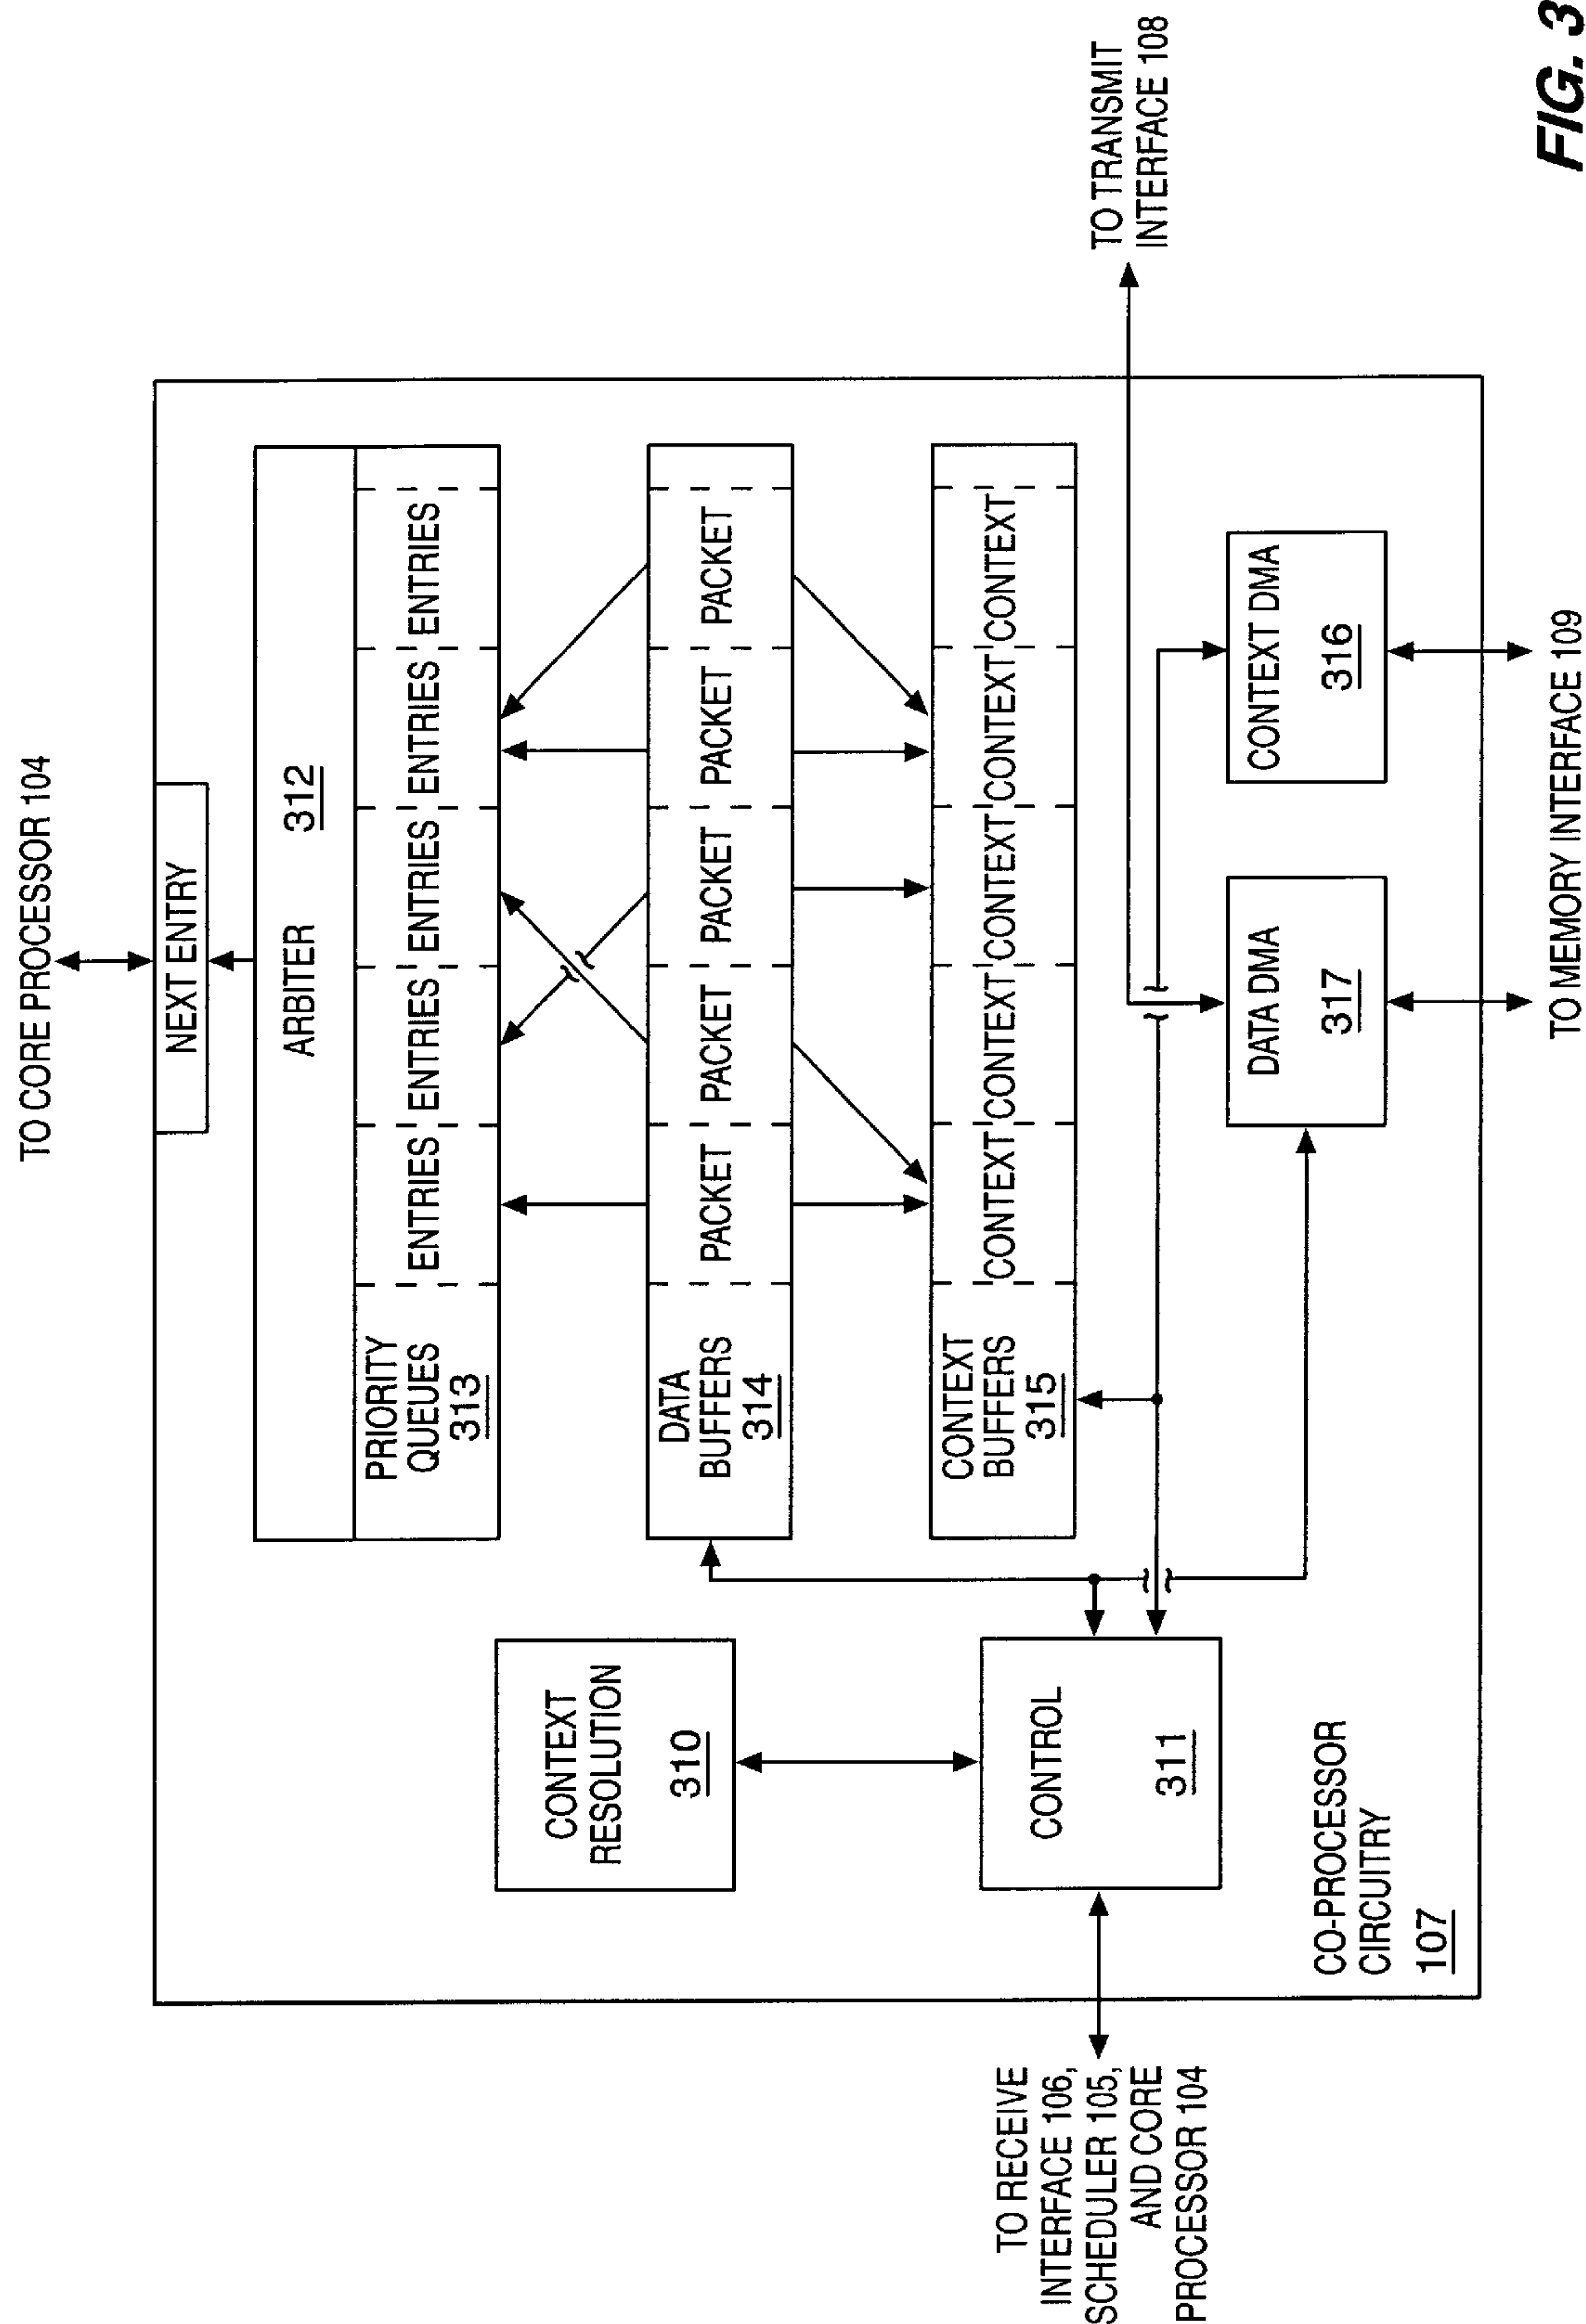 TO CORE PROCESSOR 104
NEXT ENTRY
ARBITER 312
PRIORITY
QUEUES
313
ENTRIES ENTRIES ENTRIES ENTRIES ENTRIES
DATA
BUFFERS
314
PACKET PACKET PACKET PACKET PACKET
CONTEXT
BUFFERS
315
CONTEXT CONTEXT CONTEXT CONTEXT CONTEXT
CONTEXT
RESOLUTION
310
CONTROL
311
TO RECEIVE
INTERFACE 106,
SCHEDULER 105,
AND CORE
PROCESSOR 104
TO TRANSMIT
INTERFACE 108
DATA DMA
317
CONTEXT DMA
316
CO-PROCESSOR
CIRCUITRY
107
TO MEMORY INTERFACE 109
FIG. 3